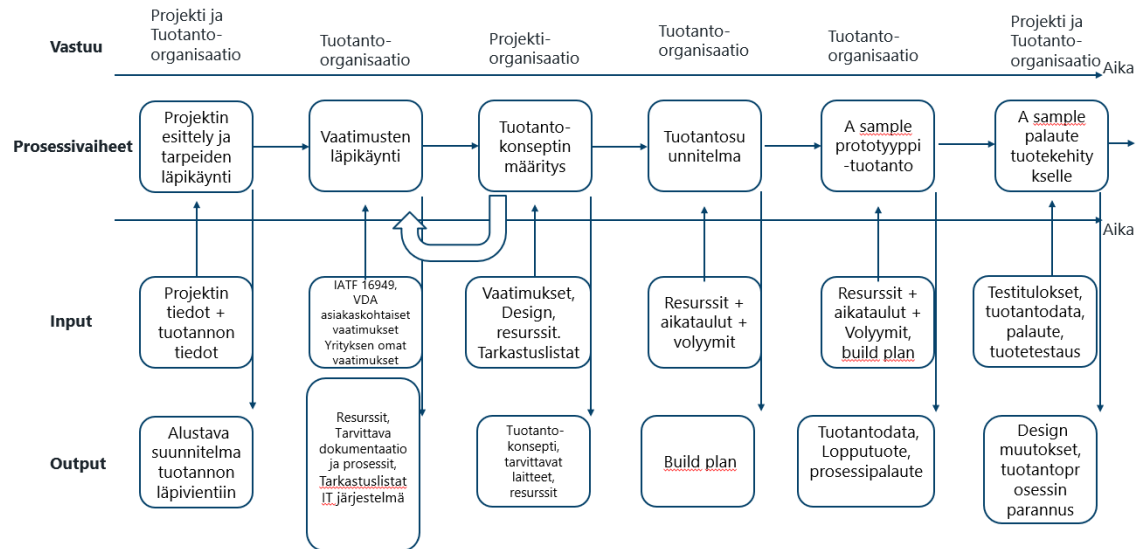 Vastuu
Projekti ja
Tuotanto-
organisaatio
Tuotanto-
organisaatio
Projekti-
organisaatio
Tuotanto-
organisaatio
Tuotanto-
organisaatio
Projekti ja
Tuotanto-
organisaatio
Aika
Prosessivaiheet
Projektin
esittely ja
tarpeiden
läpikäynti
Vaatimusten
läpikäynti
Tuotanto-
konseptin
määritys
Tuotantosu
unnitelma
A sample
prototyyppi
-tuotanto
A sample
palaute
tuotekehity
kselle
Aika
Input
Projektin
tiedot +
tuotannon
tiedot
IATF 16949,
VDA
asiakaskohtaiset
vaatimukset
Yrityksen omat
vaatimukset
Vaatimukset,
Design,
resurssit.
Tarkastuslistat
Resurssit +
aikataulut +
volyymit
Resurssit +
aikataulut +
Volyymit,
build plan
Testitulokset,
tuotantodata,
palaute,
tuotetestaus
Output
Alustava
suunnitelma
tuotannon
läpivientiin
Resurssit,
Tarvittava
dokumentaatio
ja prosessit,
Tarkastuslistat
IT järjestelmä
Tuotanto-
konsepti,
tarvittavat
laitteet,
resurssit
Build plan
Tuotantodata,
Lopputuote,
prosessipalaute
Design
muutokset,
tuotantopr
osessin
parannus